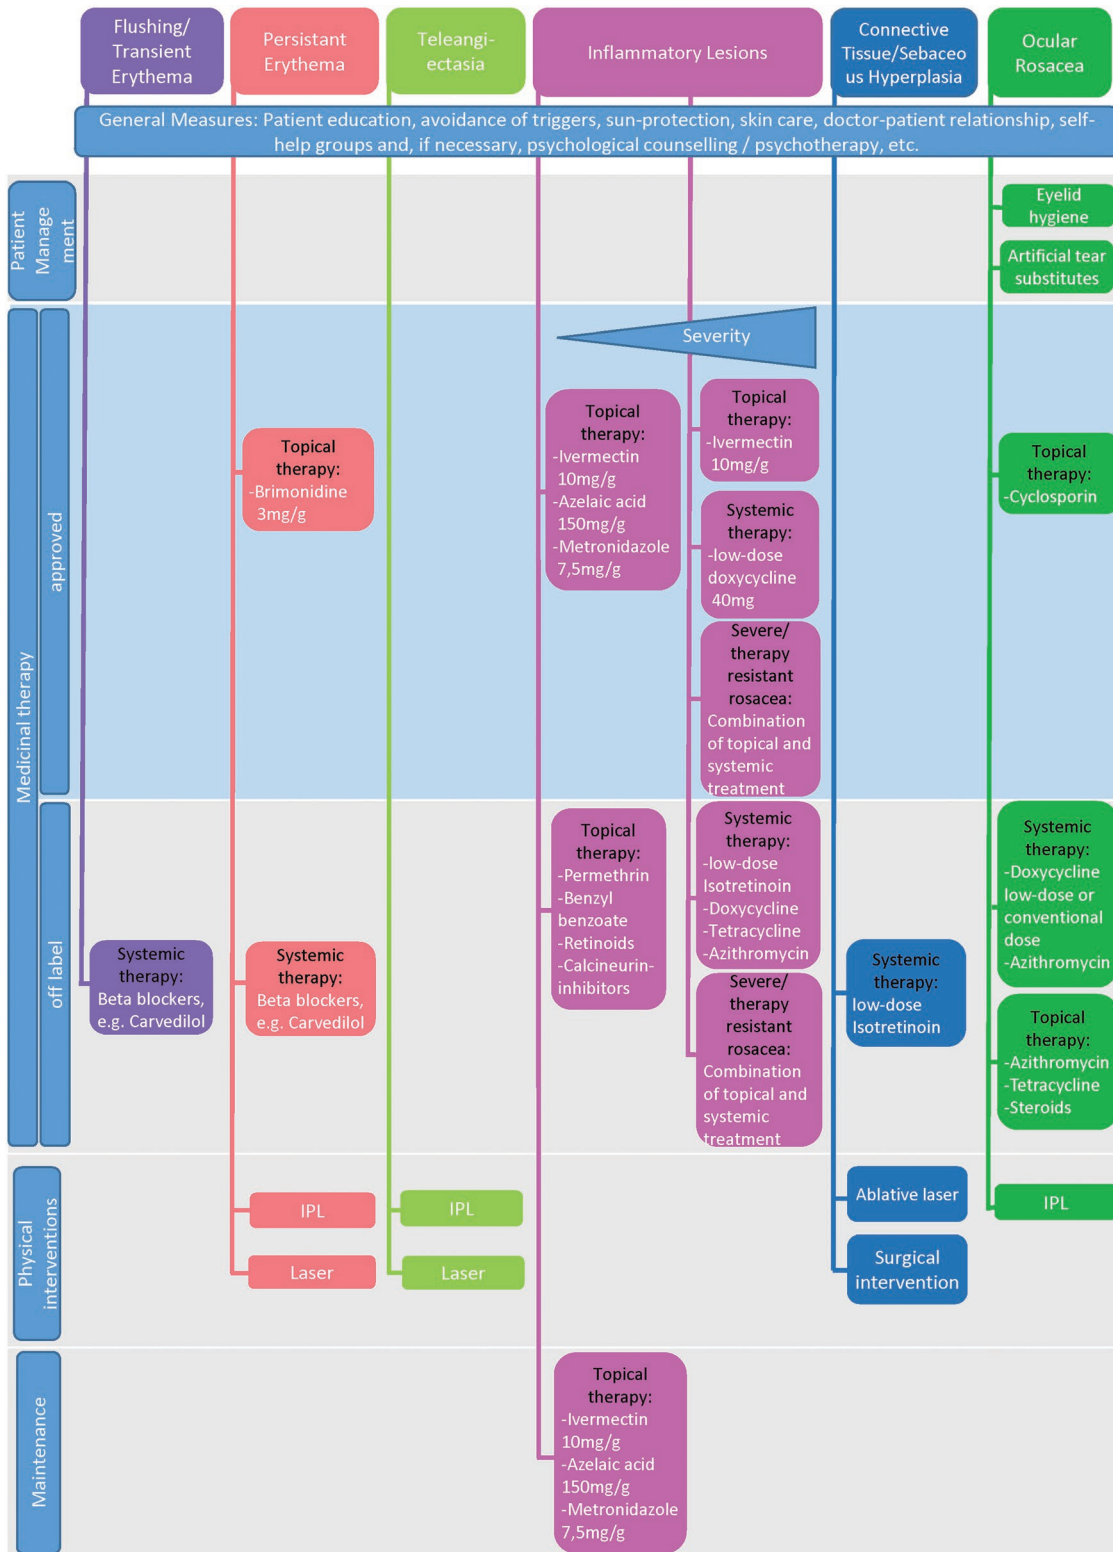 Flushing/
Transient
Erythema
Persistant
Erythema
Teleangi-
ectasia
Inflammatory Lesions
Connective
Tissue/Sebaceo
us Hyperplasia
Ocular
Rosacea
General Measures: Patient education, avoidance of triggers, sun-protection, skin care, doctor-patient relationship, self-
help groups and, if necessary, psychological counselling / psychotherapy, etc.
Patient
Manage
ment
Eyelid
hygiene
Artificial tear
substitutes
Medicinal therapy
approved
Severity
Topical
therapy:
-Brimonidine
3mg/g
Topical
therapy:
-Ivermectin
10mg/g
-Azelaic acid
150mg/g
-Metronidazole
7,5mg/g
Topical
therapy:
-Ivermectin
10mg/g
Systemic
therapy:
-low-dose
doxycycline
40mg
Severe/
therapy
resistant
rosacea:
Combination
of topical and
systemic
treatment
Topical
therapy:
-Cyclosporin
off label
Systemic
therapy:
Beta blockers,
e.g. Carvedilol
Systemic
therapy:
Beta blockers,
e.g. Carvedilol
Topical
therapy:
-Permethrin
-Benzyl
benzoate
-Retinoids
-Calcineurin-
inhibitors
Systemic
therapy:
-low-dose
Isotretinoin
-Doxycycline
-Tetracycline
-Azithromycin
Severe/
therapy
resistant
rosacea:
Combination
of topical and
systemic
treatment
Systemic
therapy:
low-dose
Isotretinoin
Systemic
therapy:
-Doxycycline
low-dose or
conventional
dose
-Azithromycin
Topical
therapy:
-Azithromycin
-Tetracycline
-Steroids
Physical
interventions
IPL
Laser
IPL
Laser
Ablative laser
Surgical
intervention
IPL
Maintenance
Topical
therapy:
-Ivermectin
10mg/g
-Azelaic acid
150mg/g
-Metronidazole
7,5mg/g